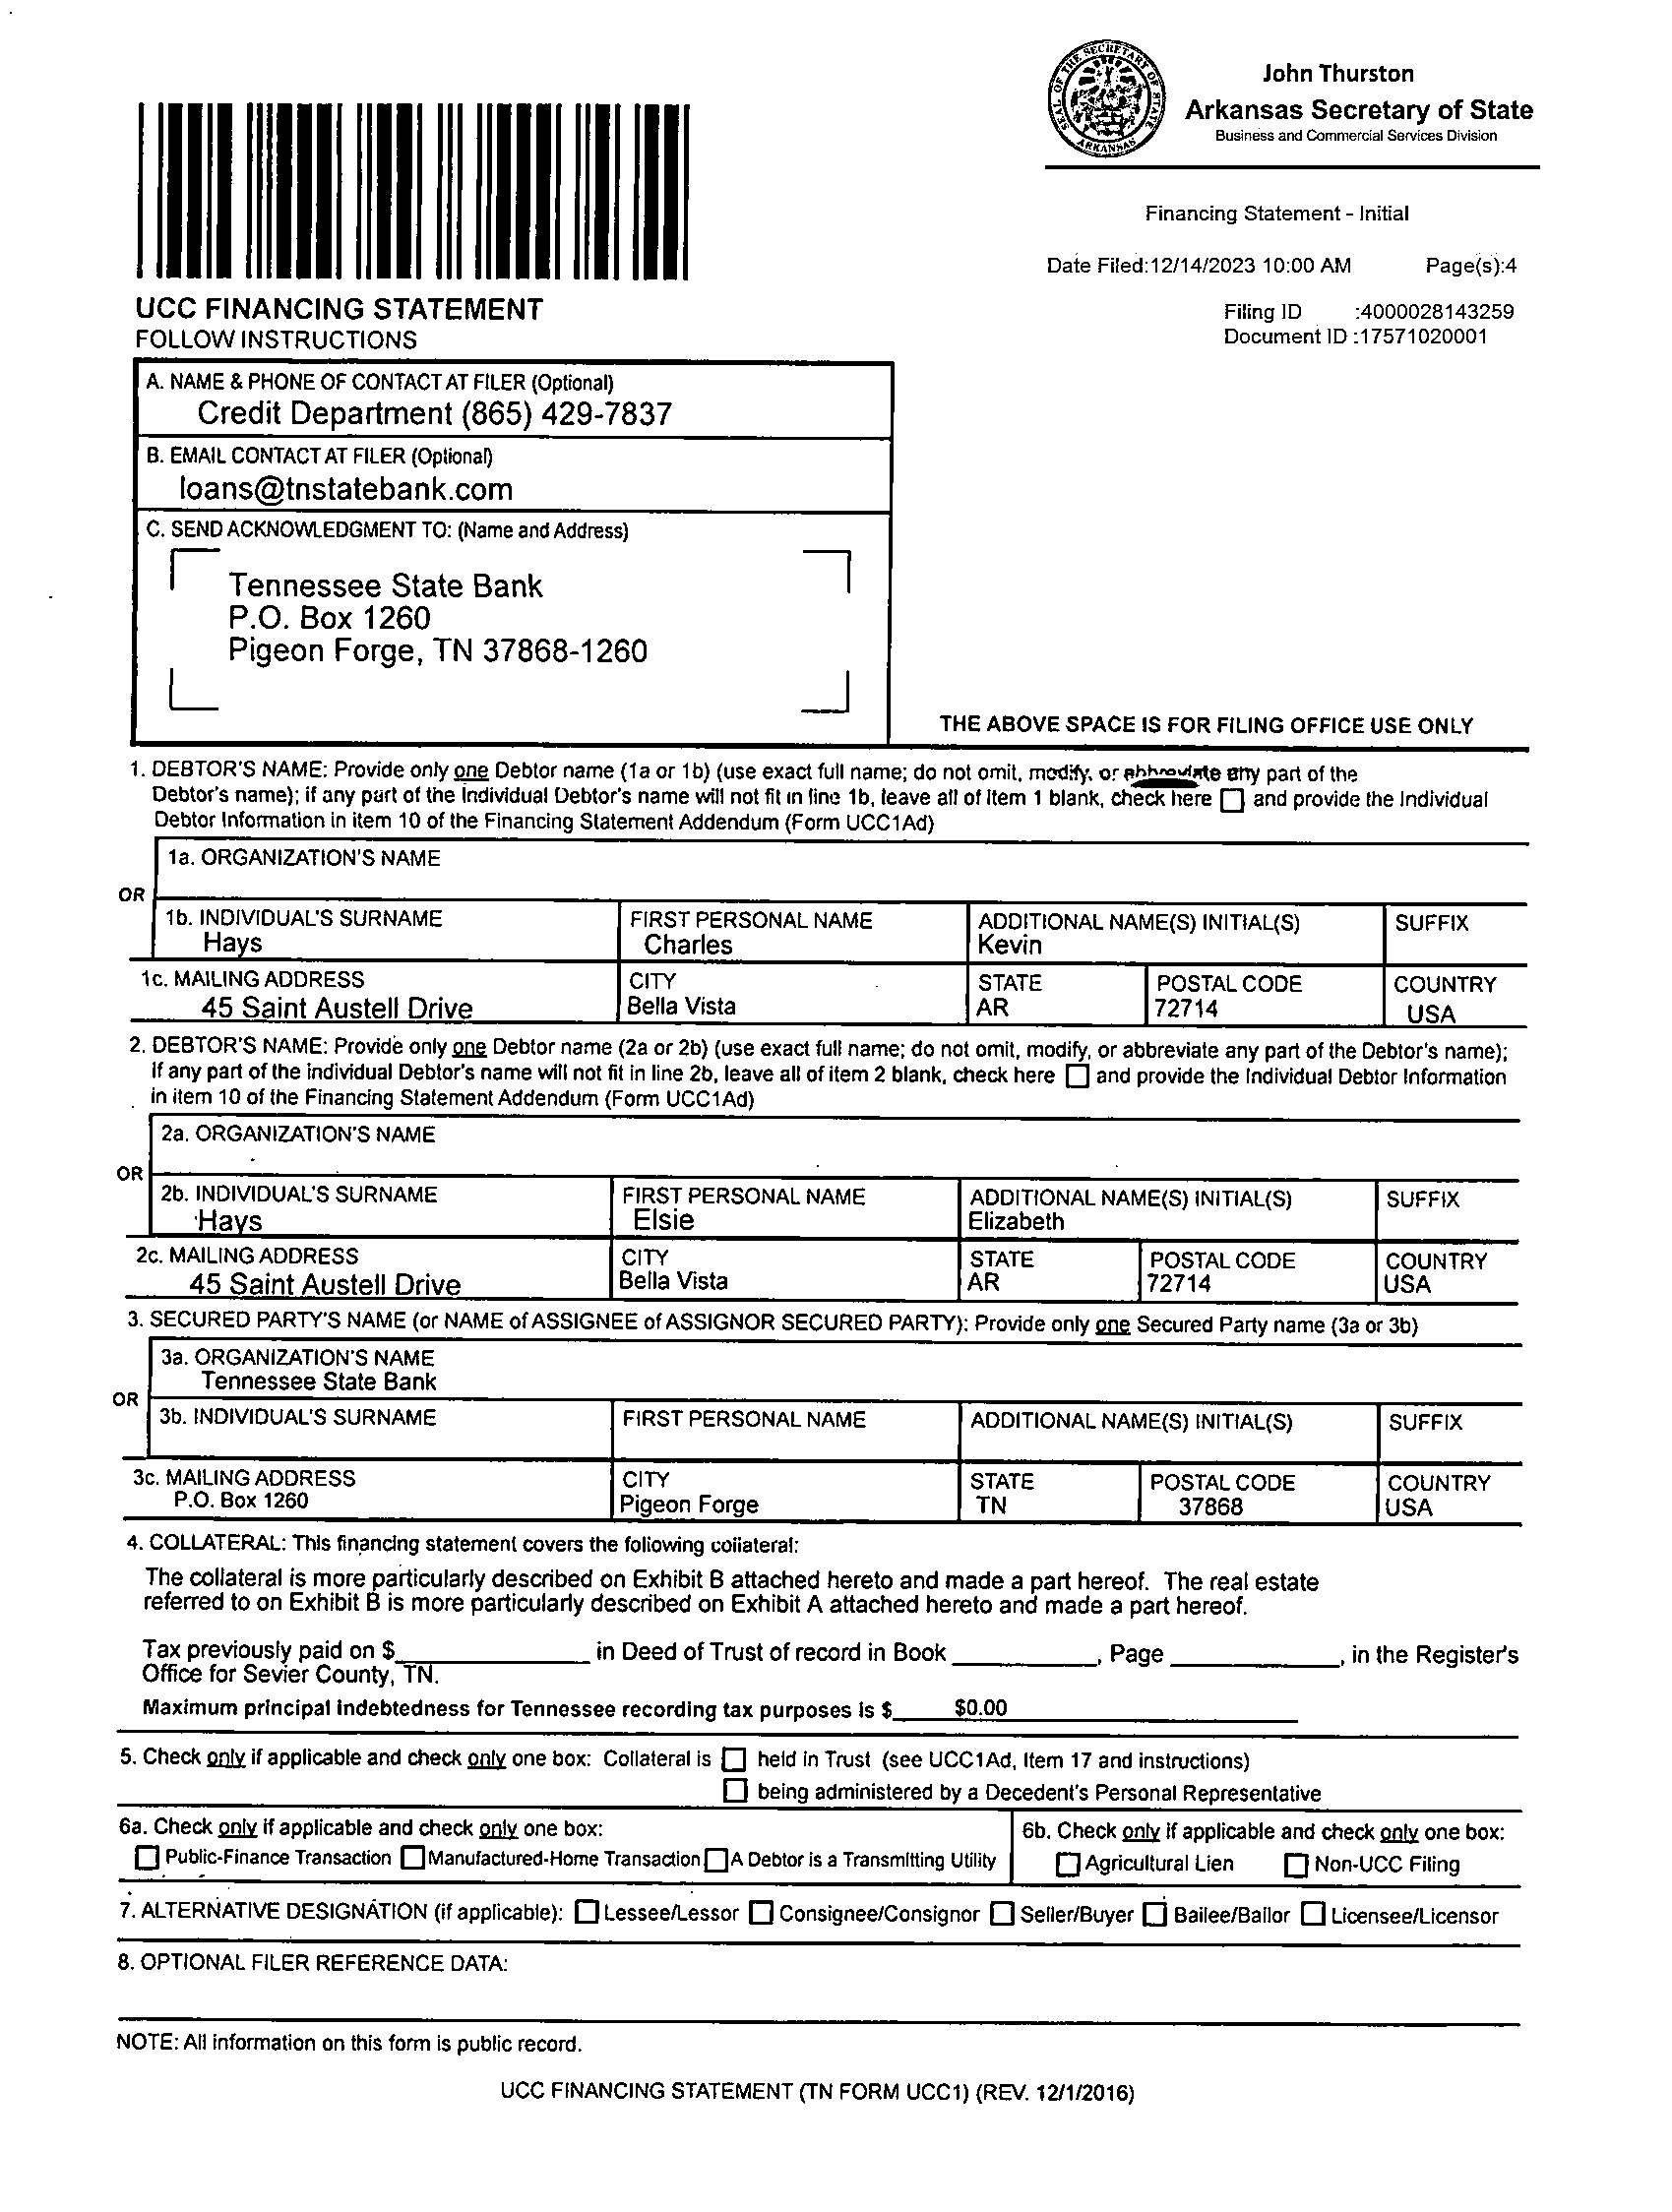 John Thurston
Arkansas Secretary of State
Business and Commercial Services Division
SEAL OF THE SECRETARY OF STATE
ARKANSAS
Financing Statement - Initial
Date Filed:12/14/2023 10:00 AM Page(s):4
Filing ID :4000028143259
Document ID :17571020001
UCC FINANCING STATEMENT
FOLLOW INSTRUCTIONS
A. NAME & PHONE OF CONTACT AT FILER (Optional)
Credit Department (865) 429-7837
B. EMAIL CONTACT AT FILER (Optional)
loans@tnstatebank.com
C. SEND ACKNOWLEDGMENT TO: (Name and Address)
Tennessee State Bank
P.O. Box 1260
Pigeon Forge, TN 37868-1260
THE ABOVE SPACE IS FOR FILING OFFICE USE ONLY
1. DEBTOR'S NAME: Provide only one Debtor name (1a or 1b) (use exact full name; do not omit, modify, or abbreviate any part of the
Debtor's name); if any part of the Individual Debtor's name will not fit in line 1b, leave all of item 1 blank, check here ☐ and provide the Individual
Debtor Information in item 10 of the Financing Statement Addendum (Form UCC1Ad)
1a. ORGANIZATION'S NAME
OR
1b. INDIVIDUAL'S SURNAME FIRST PERSONAL NAME ADDITIONAL NAME(S) INITIAL(S) SUFFIX
Hays Charles Kevin
1c. MAILING ADDRESS CITY STATE POSTAL CODE COUNTRY
45 Saint Austell Drive Bella Vista AR 72714 USA
2. DEBTOR'S NAME: Provide only one Debtor name (2a or 2b) (use exact full name; do not omit, modify, or abbreviate any part of the Debtor's name);
if any part of the individual Debtor's name will not fit in line 2b, leave all of item 2 blank, check here ☐ and provide the Individual Debtor Information
in item 10 of the Financing Statement Addendum (Form UCC1Ad)
2a. ORGANIZATION'S NAME
OR
2b. INDIVIDUAL'S SURNAME FIRST PERSONAL NAME ADDITIONAL NAME(S) INITIAL(S) SUFFIX
Hays Elsie Elizabeth
2c. MAILING ADDRESS CITY STATE POSTAL CODE COUNTRY
45 Saint Austell Drive Bella Vista AR 72714 USA
3. SECURED PARTY'S NAME (or NAME of ASSIGNEE of ASSIGNOR SECURED PARTY): Provide only one Secured Party name (3a or 3b)
3a. ORGANIZATION'S NAME
Tennessee State Bank
OR
3b. INDIVIDUAL'S SURNAME FIRST PERSONAL NAME ADDITIONAL NAME(S) INITIAL(S) SUFFIX
3c. MAILING ADDRESS CITY STATE POSTAL CODE COUNTRY
P.O. Box 1260 Pigeon Forge TN 37868 USA
4. COLLATERAL: This financing statement covers the following collateral:
The collateral is more particularly described on Exhibit B attached hereto and made a part hereof. The real estate
referred to on Exhibit B is more particularly described on Exhibit A attached hereto and made a part hereof.
Tax previously paid on $__________ in Deed of Trust of record in Book __________, Page __________, in the Register's
Office for Sevier County, TN.
Maximum principal indebtedness for Tennessee recording tax purposes is $ $0.00
5. Check only if applicable and check only one box: Collateral is ☐ held in Trust (see UCC1Ad, Item 17 and instructions)
☐ being administered by a Decedent's Personal Representative
6a. Check only if applicable and check only one box: 6b. Check only if applicable and check only one box:
☐ Public-Finance Transaction ☐ Manufactured-Home Transaction ☐ A Debtor is a Transmitting Utility ☐ Agricultural Lien ☐ Non-UCC Filing
7. ALTERNATIVE DESIGNATION (if applicable): ☐ Lessee/Lessor ☐ Consignee/Consignor ☐ Seller/Buyer ☐ Bailee/Bailor ☐ Licensee/Licensor
8. OPTIONAL FILER REFERENCE DATA:
NOTE: All information on this form is public record.
UCC FINANCING STATEMENT (TN FORM UCC1) (REV. 12/1/2016)